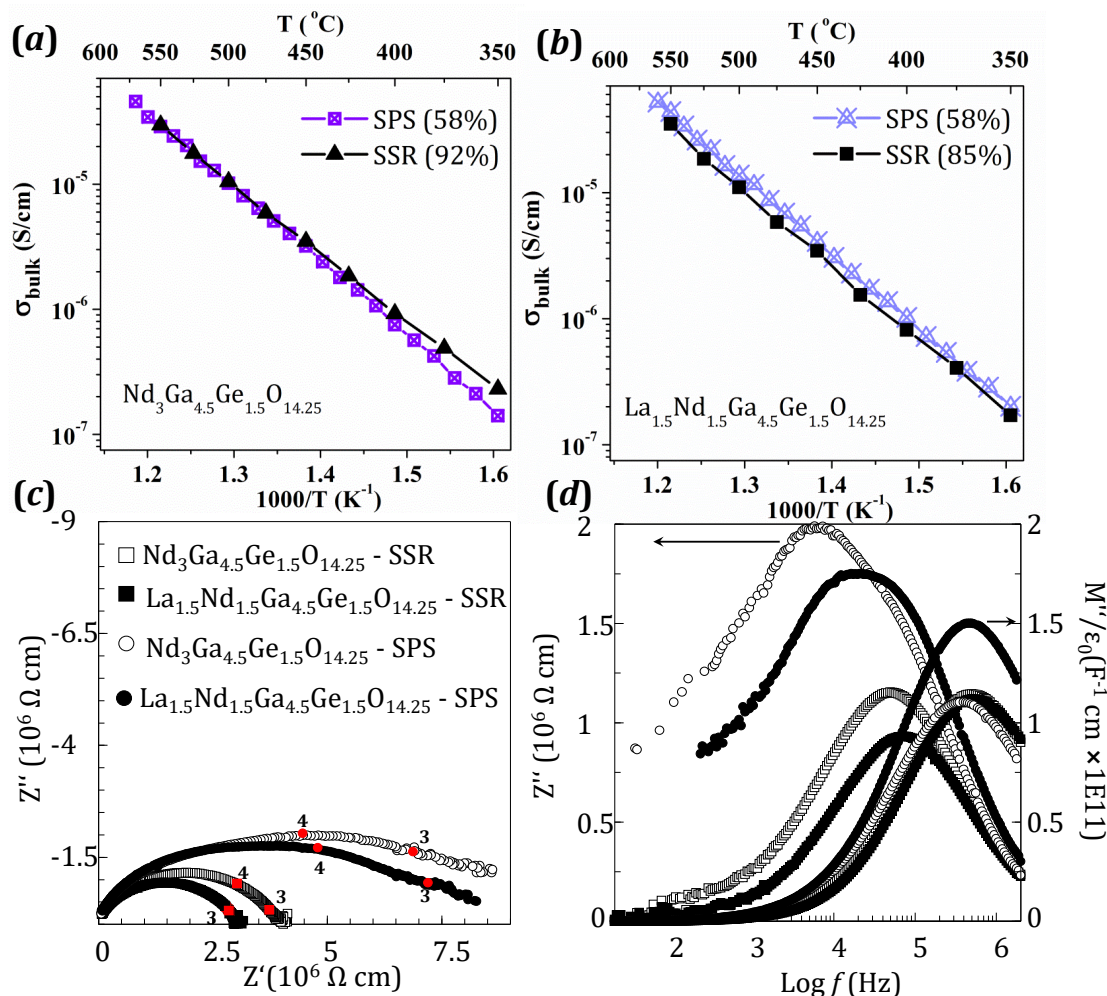 (a)
T (°C)
600 550 500 450 400 350
SPS (58%)
SSR (92%)
10⁻⁵
10⁻⁶
10⁻⁷
σbulk (S/cm)
Nd₃Ga₄.₅Ge₁.₅O₁₄.₂₅
1.2 1.3 1.4 1.5 1.6
1000/T (K⁻¹)
(b)
T (°C)
600 550 500 450 400 350
SPS (58%)
SSR (85%)
10⁻⁵
10⁻⁶
10⁻⁷
σbulk (S/cm)
La₁.₅Nd₁.₅Ga₄.₅Ge₁.₅O₁₄.₂₅
1.2 1.3 1.4 1.5 1.6
1000/T (K⁻¹)
(c)
-9
-6.5
-4
-1.5
Z'' (10⁶ Ω cm)
Nd₃Ga₄.₅Ge₁.₅O₁₄.₂₅ - SSR
La₁.₅Nd₁.₅Ga₄.₅Ge₁.₅O₁₄.₂₅ - SSR
Nd₃Ga₄.₅Ge₁.₅O₁₄.₂₅ - SPS
La₁.₅Nd₁.₅Ga₄.₅Ge₁.₅O₁₄.₂₅ - SPS
4 3
4 3
4 3
3
0 2.5 5 7.5
Z'(10⁶ Ω cm)
(d)
2
1.5
1
0.5
0
Z'' (10⁶ Ω cm)
2
1.5
1
0.5
0
M''/ε₀(F⁻¹ cm ×1E11)
2 3 4 5 6
Log f (Hz)